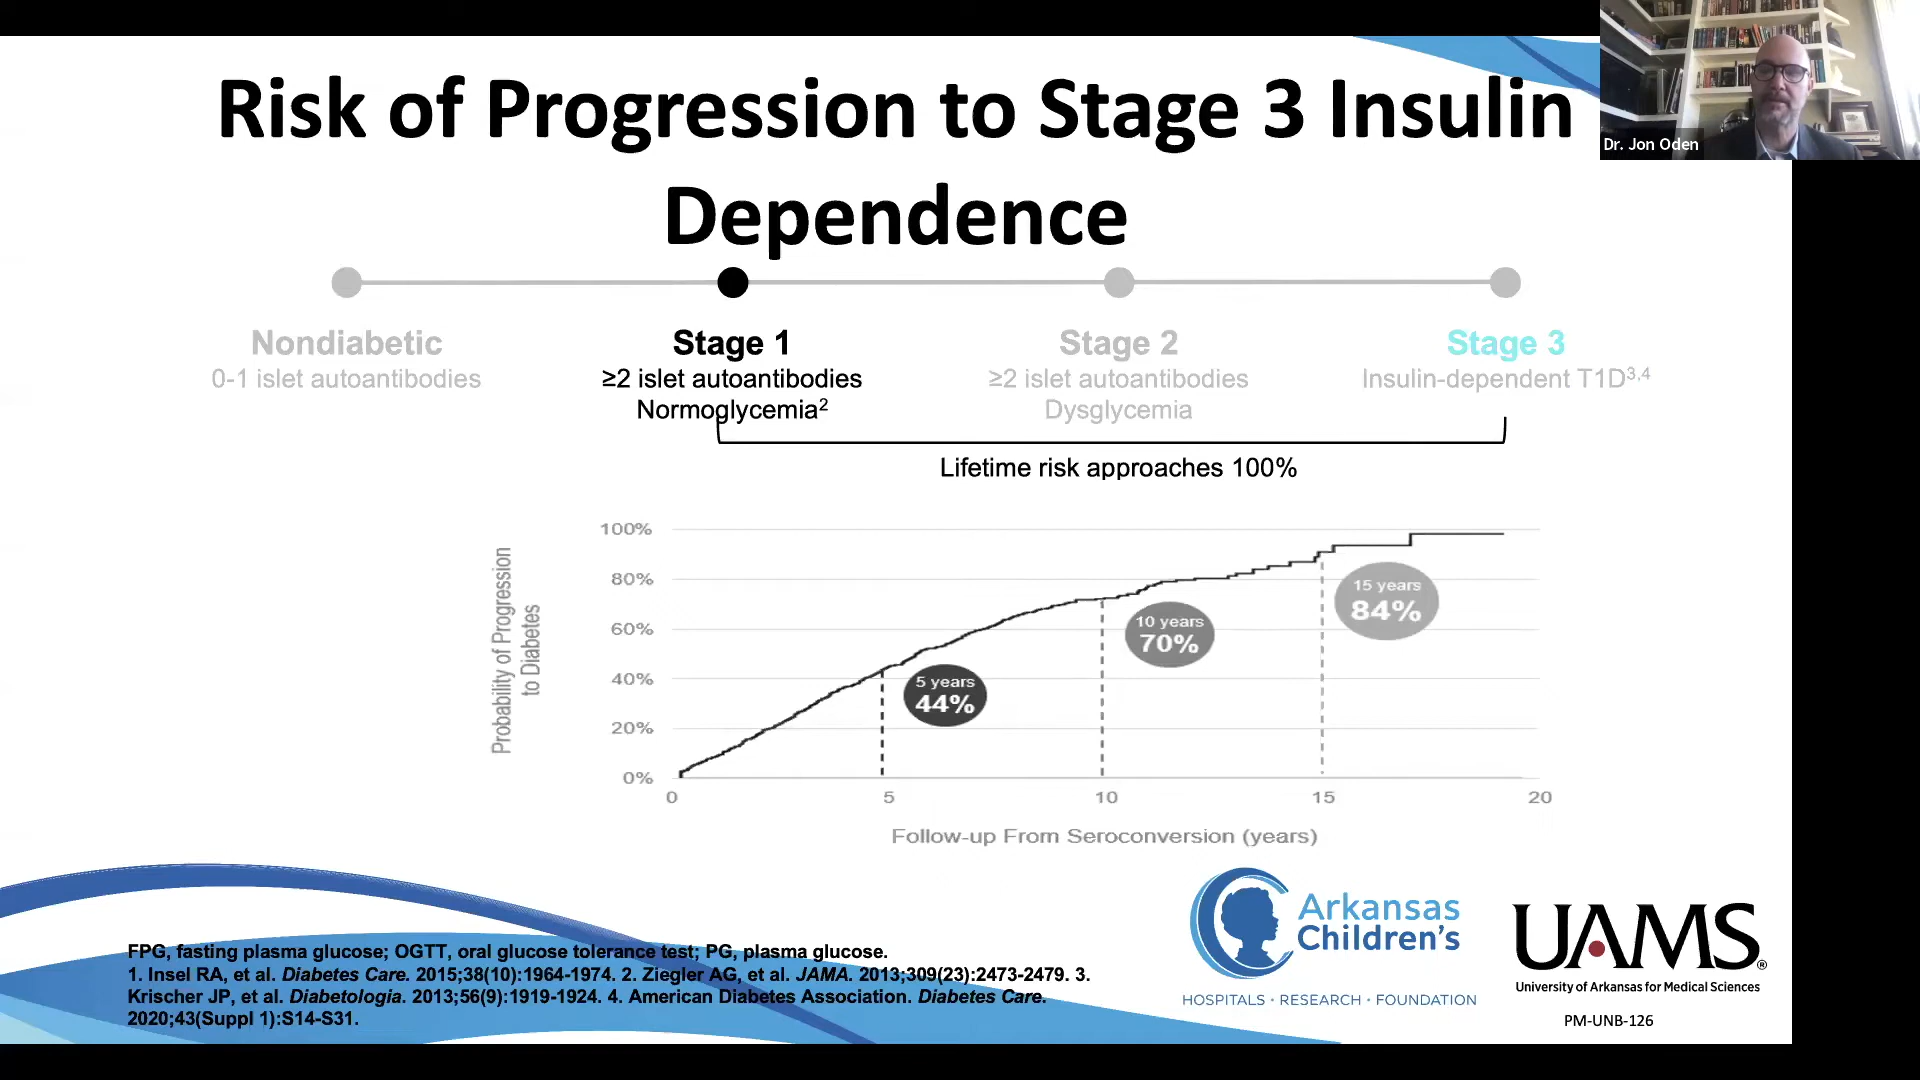 Risk of Progression to Stage 3 Insulin
Dependence
Dr. Jon Oden
Nondiabetic
0-1 islet autoantibodies
Stage 1
≥2 islet autoantibodies
Normoglycemia2
Stage 2
≥2 islet autoantibodies
Dysglycemia
Stage 3
Insulin-dependent T1D3,4
Lifetime risk approaches 100%
Probability of Progression
to Diabetes
100%
80%
60%
40%
20%
0%
5 years
44%
10 years
70%
15 years
84%
0 5 10 15 20
Follow-up From Seroconversion (years)
FPG, fasting plasma glucose; OGTT, oral glucose tolerance test; PG, plasma glucose.
1. Insel RA, et al. Diabetes Care. 2015;38(10):1964-1974. 2. Ziegler AG, et al. JAMA. 2013;309(23):2473-2479. 3.
Krischer JP, et al. Diabetologia. 2013;56(9):1919-1924. 4. American Diabetes Association. Diabetes Care.
2020;43(Suppl 1):S14-S31.
Arkansas
Children's
HOSPITALS · RESEARCH · FOUNDATION
UAMS®
University of Arkansas for Medical Sciences
PM-UNB-126